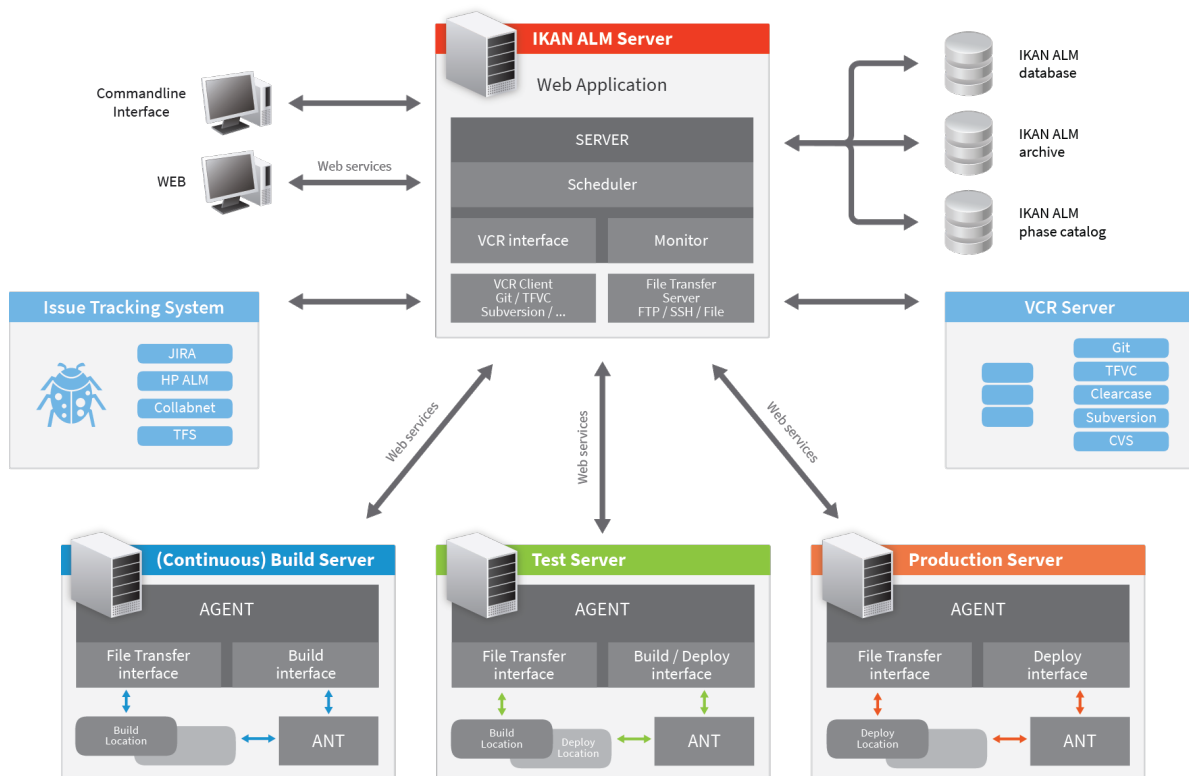 IKAN ALM Server
Web Application
SERVER
Scheduler
VCR interface
Monitor
VCR Client
Git / TFVC
Subversion / ...
File Transfer
Server
FTP / SSH / File
Commandline
Interface
WEB
Web services
IKAN ALM
database
IKAN ALM
archive
IKAN ALM
phase catalog
Issue Tracking System
JIRA
HP ALM
Collabnet
TFS
VCR Server
Git
TFVC
Clearcase
Subversion
CVS
Web services
Web services
Web services
(Continuous) Build Server
AGENT
File Transfer
interface
Build
interface
Build
Location
ANT
Test Server
AGENT
File Transfer
interface
Build / Deploy
interface
Build
Location
Deploy
Location
ANT
Production Server
AGENT
File Transfer
interface
Deploy
interface
Deploy
Location
ANT